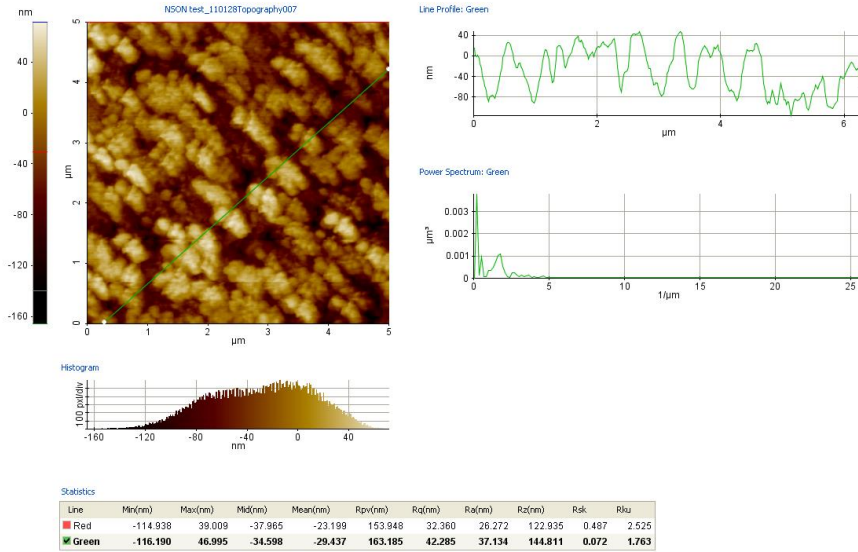 nm
40
0
-40
-80
-120
-160
NSON test_110128Topography007
5
4
3
2
1
0
µm
0 1 2 3 4 5
µm
Line Profile: Green
40
0
-40
-80
nm
0 2 4 6
µm
Power Spectrum: Green
0.003
0.002
0.001
0
µm³
0 5 10 15 20 25
1/µm
Histogram
100 pxl/div
-160 -120 -80 -40 0 40
nm
Statistics
Line Min(nm) Max(nm) Mid(nm) Mean(nm) Rpv(nm) Rq(nm) Ra(nm) Rz(nm) Rsk Rku
Red -114.938 39.009 -37.965 -23.199 153.948 32.360 26.272 122.935 0.487 2.525
Green -116.190 46.995 -34.598 -29.437 163.185 42.285 37.134 144.811 0.072 1.763